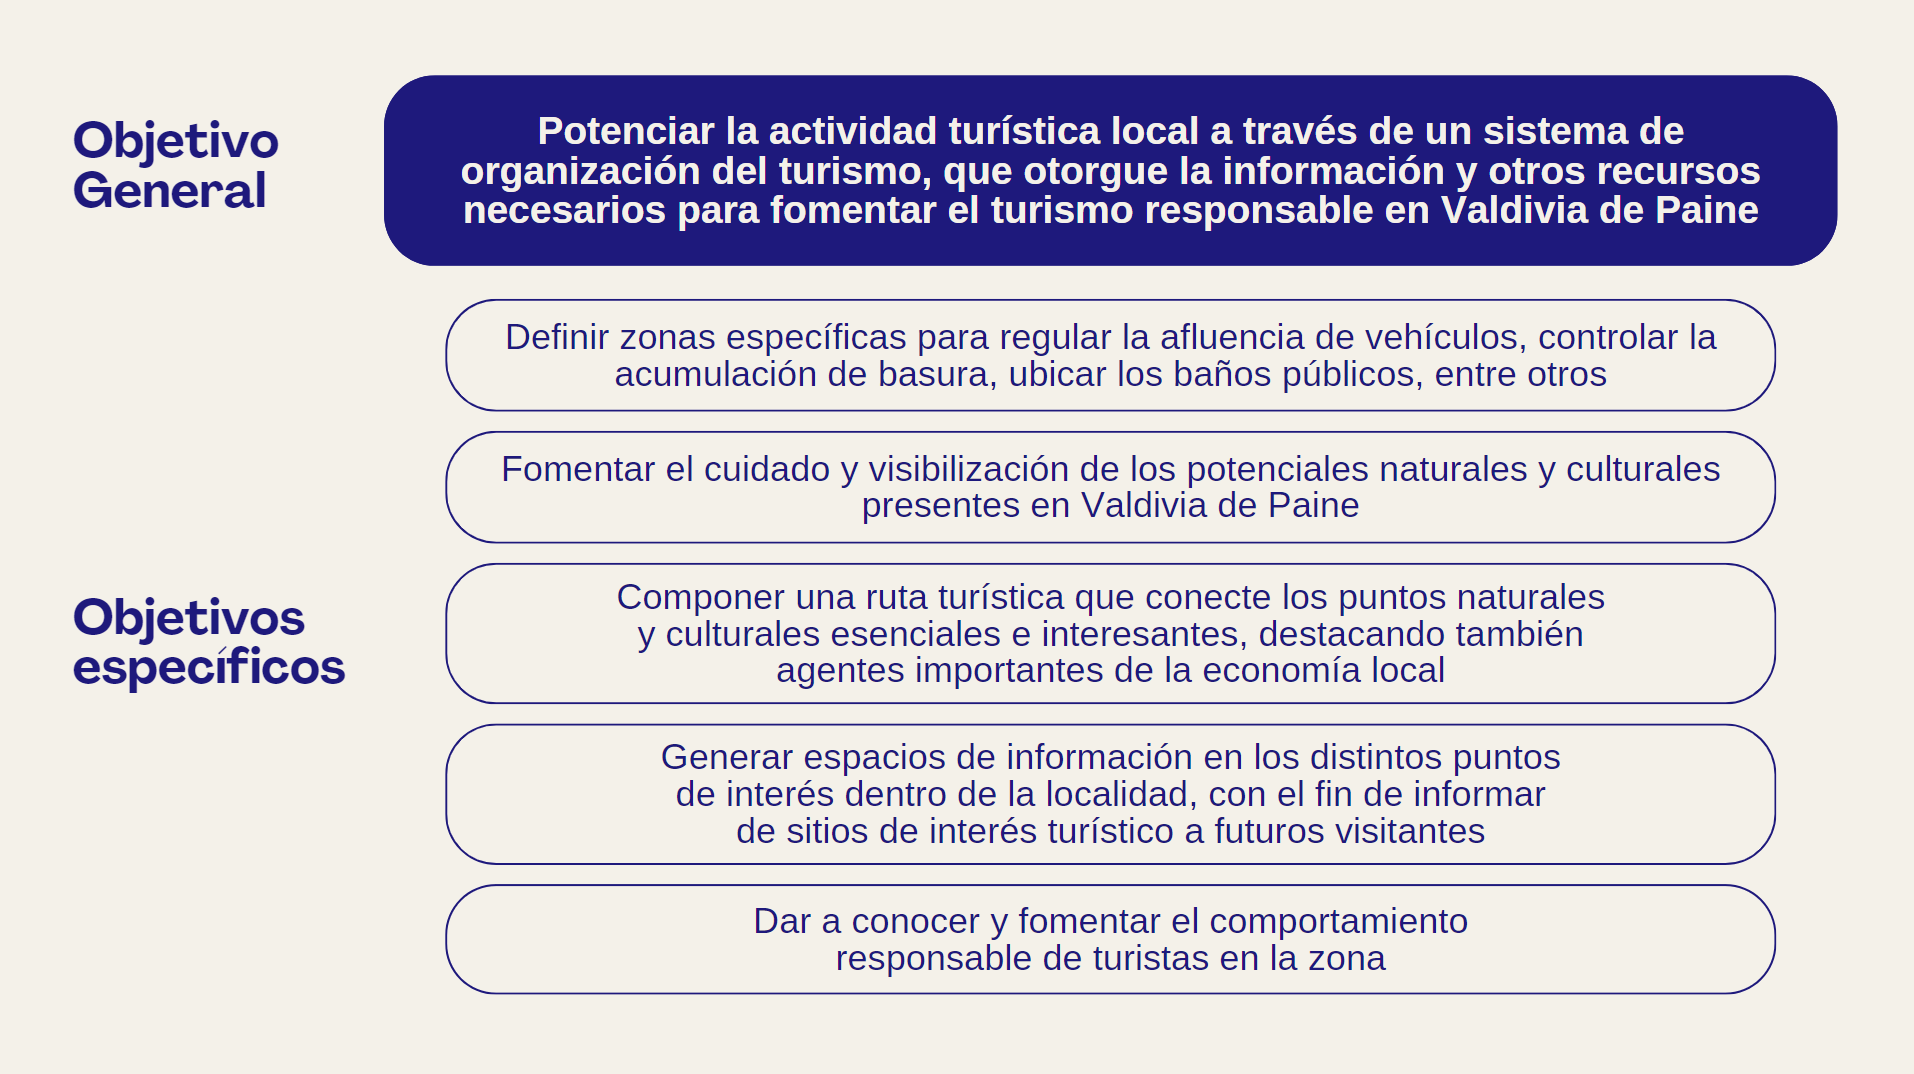 Objetivo
General
Potenciar la actividad turística local a través de un sistema de
organización del turismo, que otorgue la información y otros recursos
necesarios para fomentar el turismo responsable en Valdivia de Paine
Objetivos
específicos
Definir zonas específicas para regular la afluencia de vehículos, controlar la
acumulación de basura, ubicar los baños públicos, entre otros
Fomentar el cuidado y visibilización de los potenciales naturales y culturales
presentes en Valdivia de Paine
Componer una ruta turística que conecte los puntos naturales
y culturales esenciales e interesantes, destacando también
agentes importantes de la economía local
Generar espacios de información en los distintos puntos
de interés dentro de la localidad, con el fin de informar
de sitios de interés turístico a futuros visitantes
Dar a conocer y fomentar el comportamiento
responsable de turistas en la zona